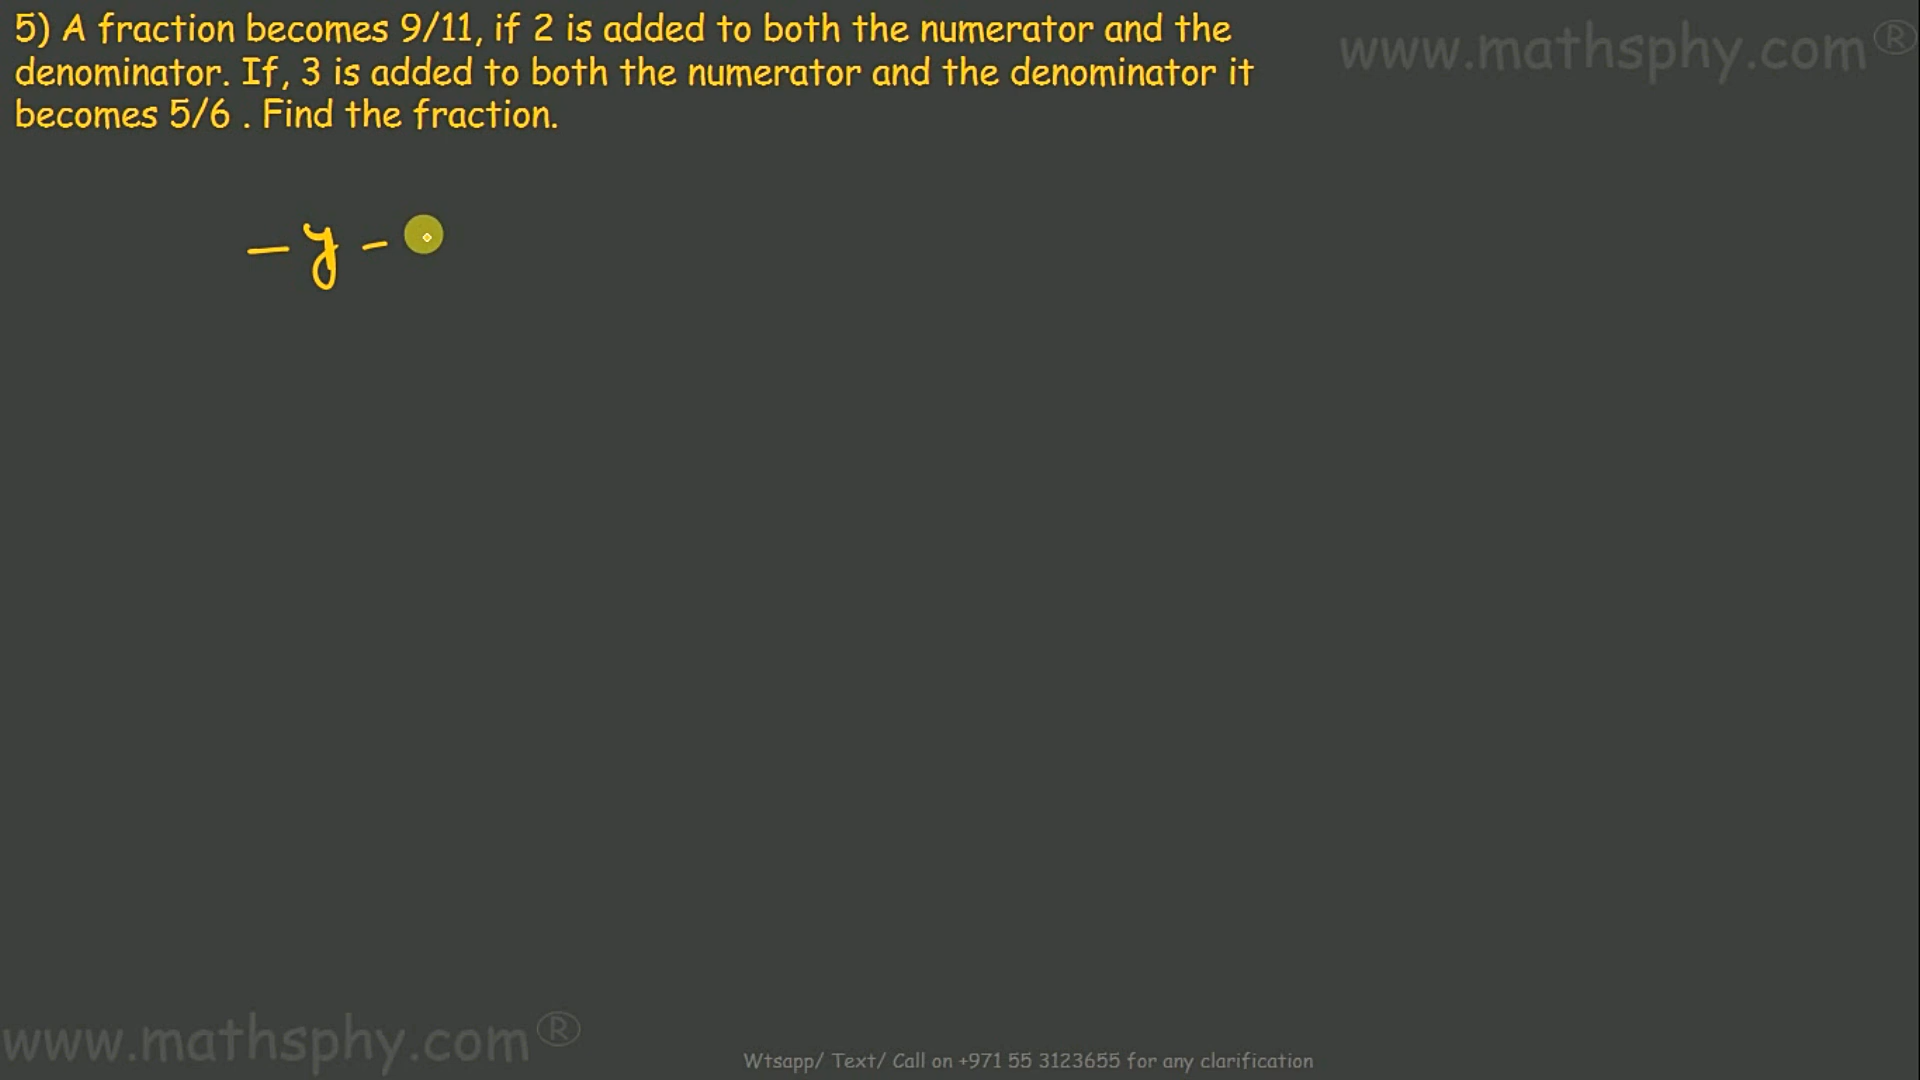 5) A fraction becomes 9/11, if 2 is added to both the numerator and the
denominator. If, 3 is added to both the numerator and the denominator it
becomes 5/6 . Find the fraction.
www.mathsphy.com®
- y -
www.mathsphy.com®
Wtsapp/ Text/ Call on +971 55 3123655 for any clarification